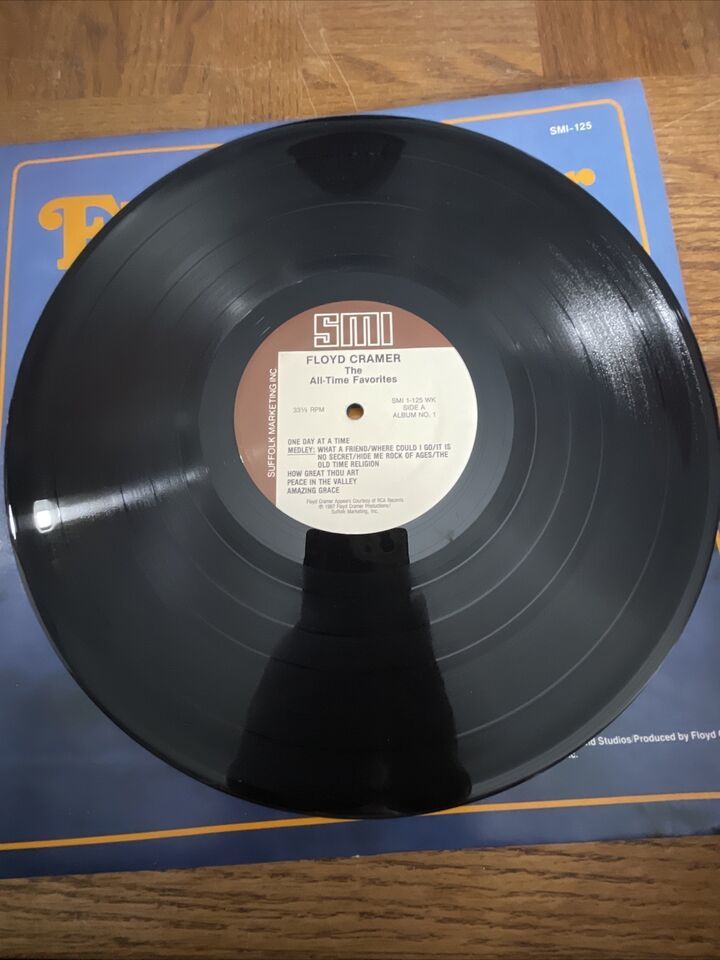 SMI-125
SMI
FLOYD CRAMER
The
All-Time Favorites
SUFFOLK MARKETING INC
33⅓ RPM
SMI 1-125 WK
SIDE A
ALBUM NO. 1
ONE DAY AT A TIME
MEDLEY: WHAT A FRIEND/WHERE COULD I GO/IT IS
NO SECRET/HIDE ME ROCK OF AGES/THE
OLD TIME RELIGION
HOW GREAT THOU ART
PEACE IN THE VALLEY
AMAZING GRACE
Floyd Cramer Appears Courtesy of RCA Records
℗ 1987 Floyd Cramer Productions/
Suffolk Marketing, Inc.
Studios/Produced by Floyd